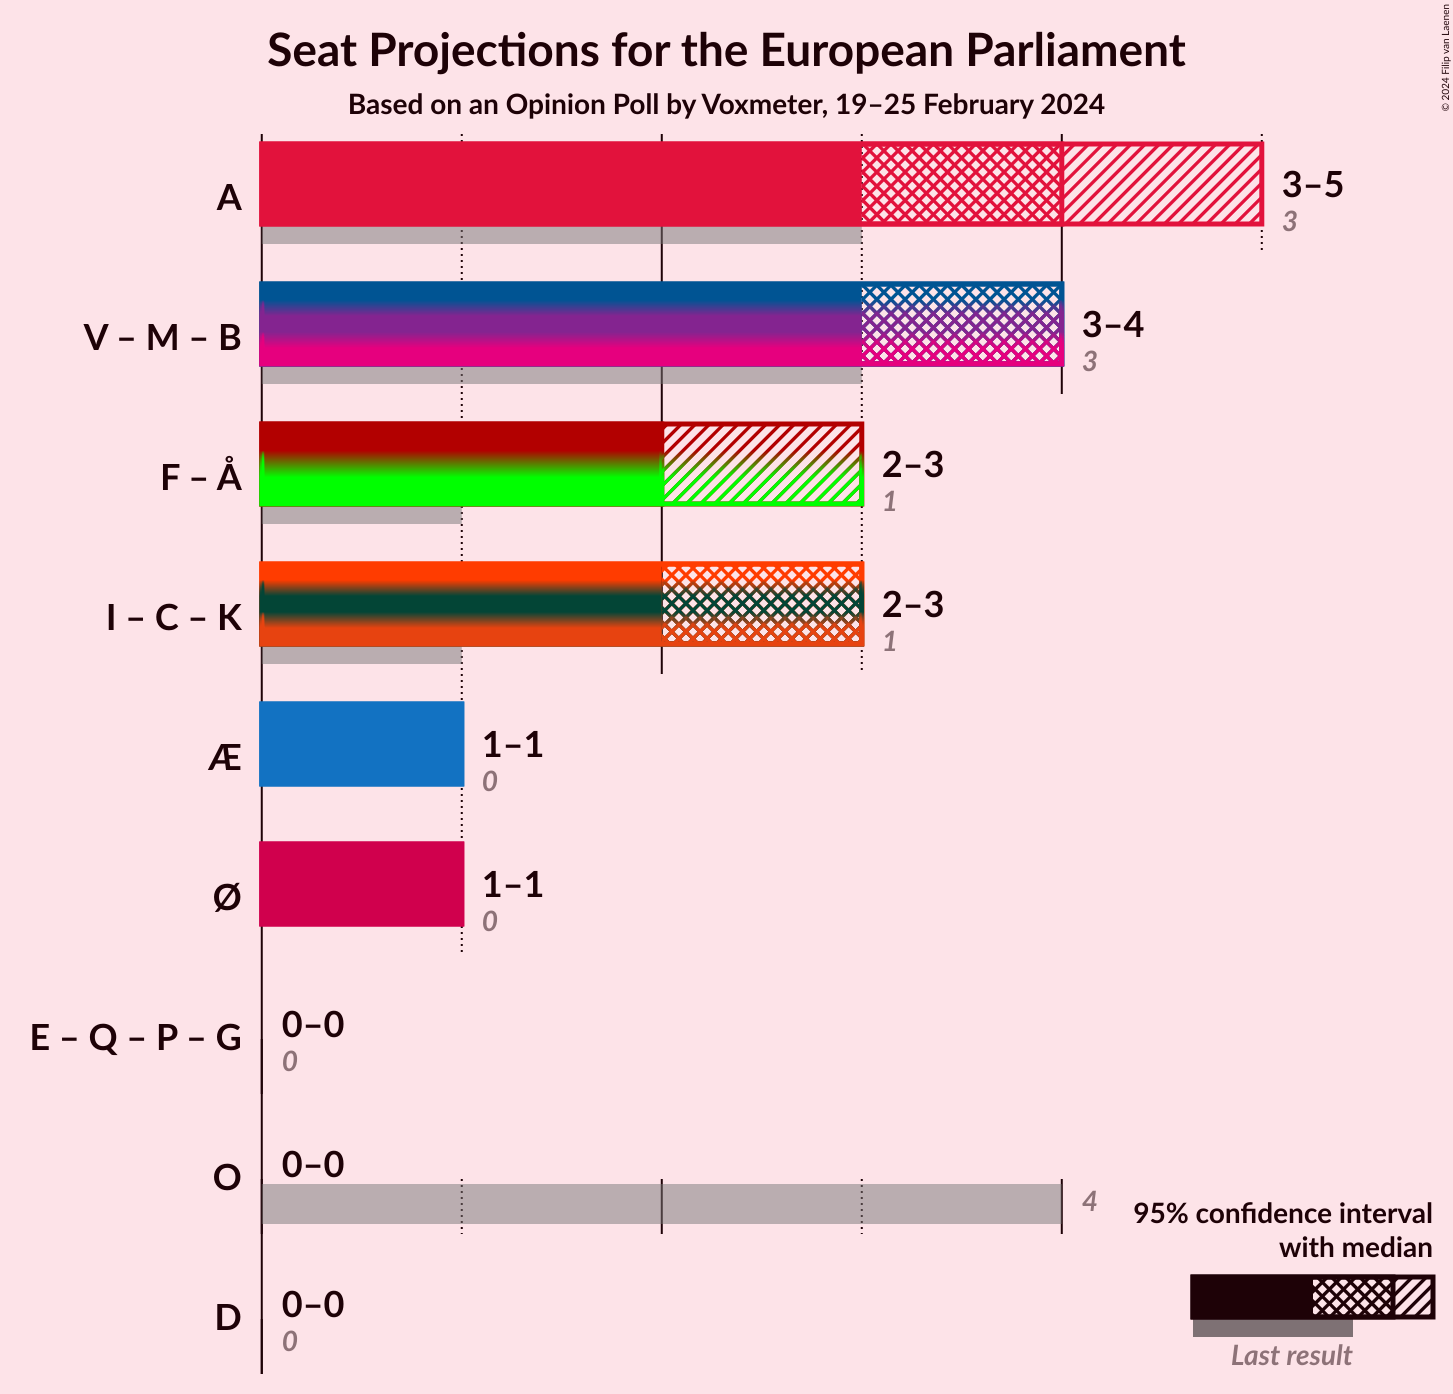 Seat Projections for the European Parliament
Based on an Opinion Poll by Voxmeter, 19–25 February 2024
© 2024 Filip van Laenen
A
3–5
3
V – M – B
3–4
3
F – Å
2–3
1
I – C – K
2–3
1
Æ
1–1
0
Ø
1–1
0
E – Q – P – G
0–0
0
O
0–0
4
D
0–0
0
95% confidence interval
with median
Last result